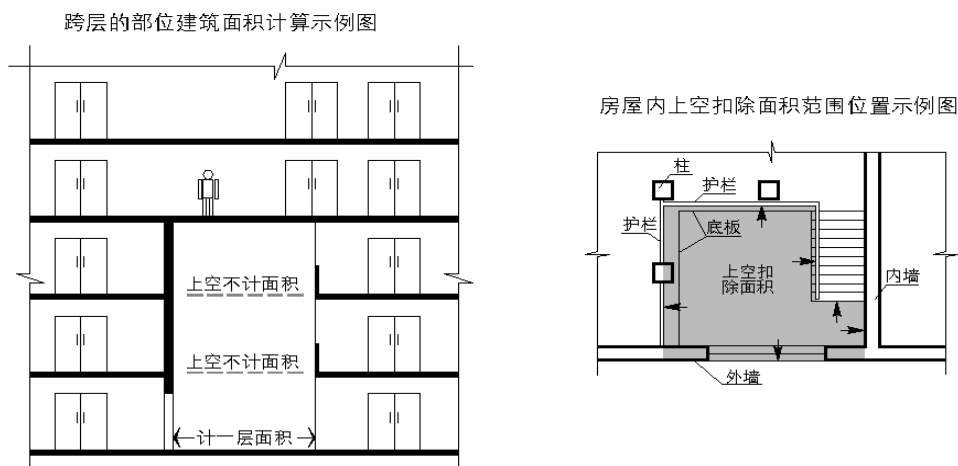 跨层的部位建筑面积计算示例图
上空不计面积
上空不计面积
计一层面积
房屋内上空扣除面积范围位置示例图
柱
护栏
护栏
底板
上空扣
除面积
内墙
外墙